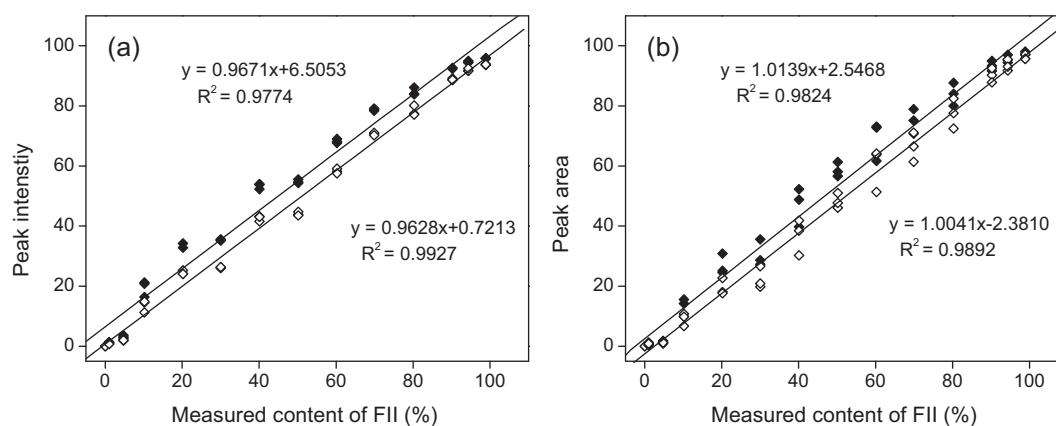 (a)
y = 0.9671x+6.5053
R² = 0.9774
y = 0.9628x+0.7213
R² = 0.9927
Peak intenstiy
100
80
60
40
20
0
0 20 40 60 80 100
Measured content of FII (%)
(b)
y = 1.0139x+2.5468
R² = 0.9824
y = 1.0041x-2.3810
R² = 0.9892
Peak area
100
80
60
40
20
0
0 20 40 60 80 100
Measured content of FII (%)